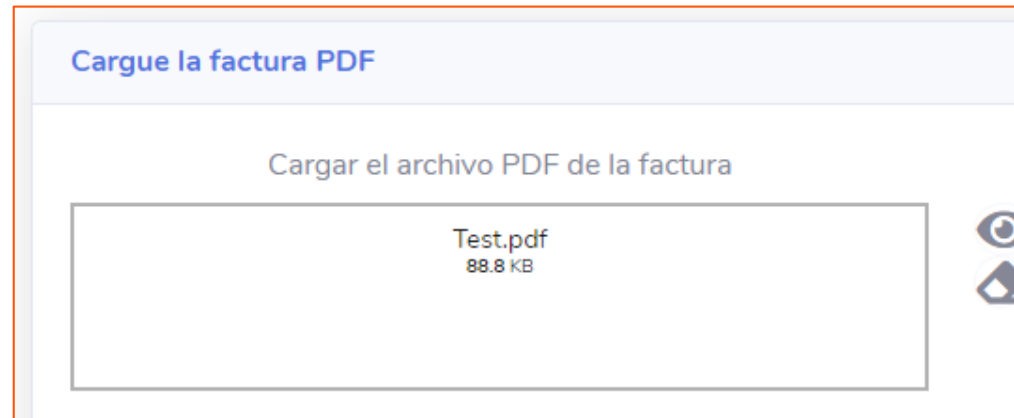 Cargue la factura PDF
Cargar el archivo PDF de la factura
Test.pdf
88.8 KB